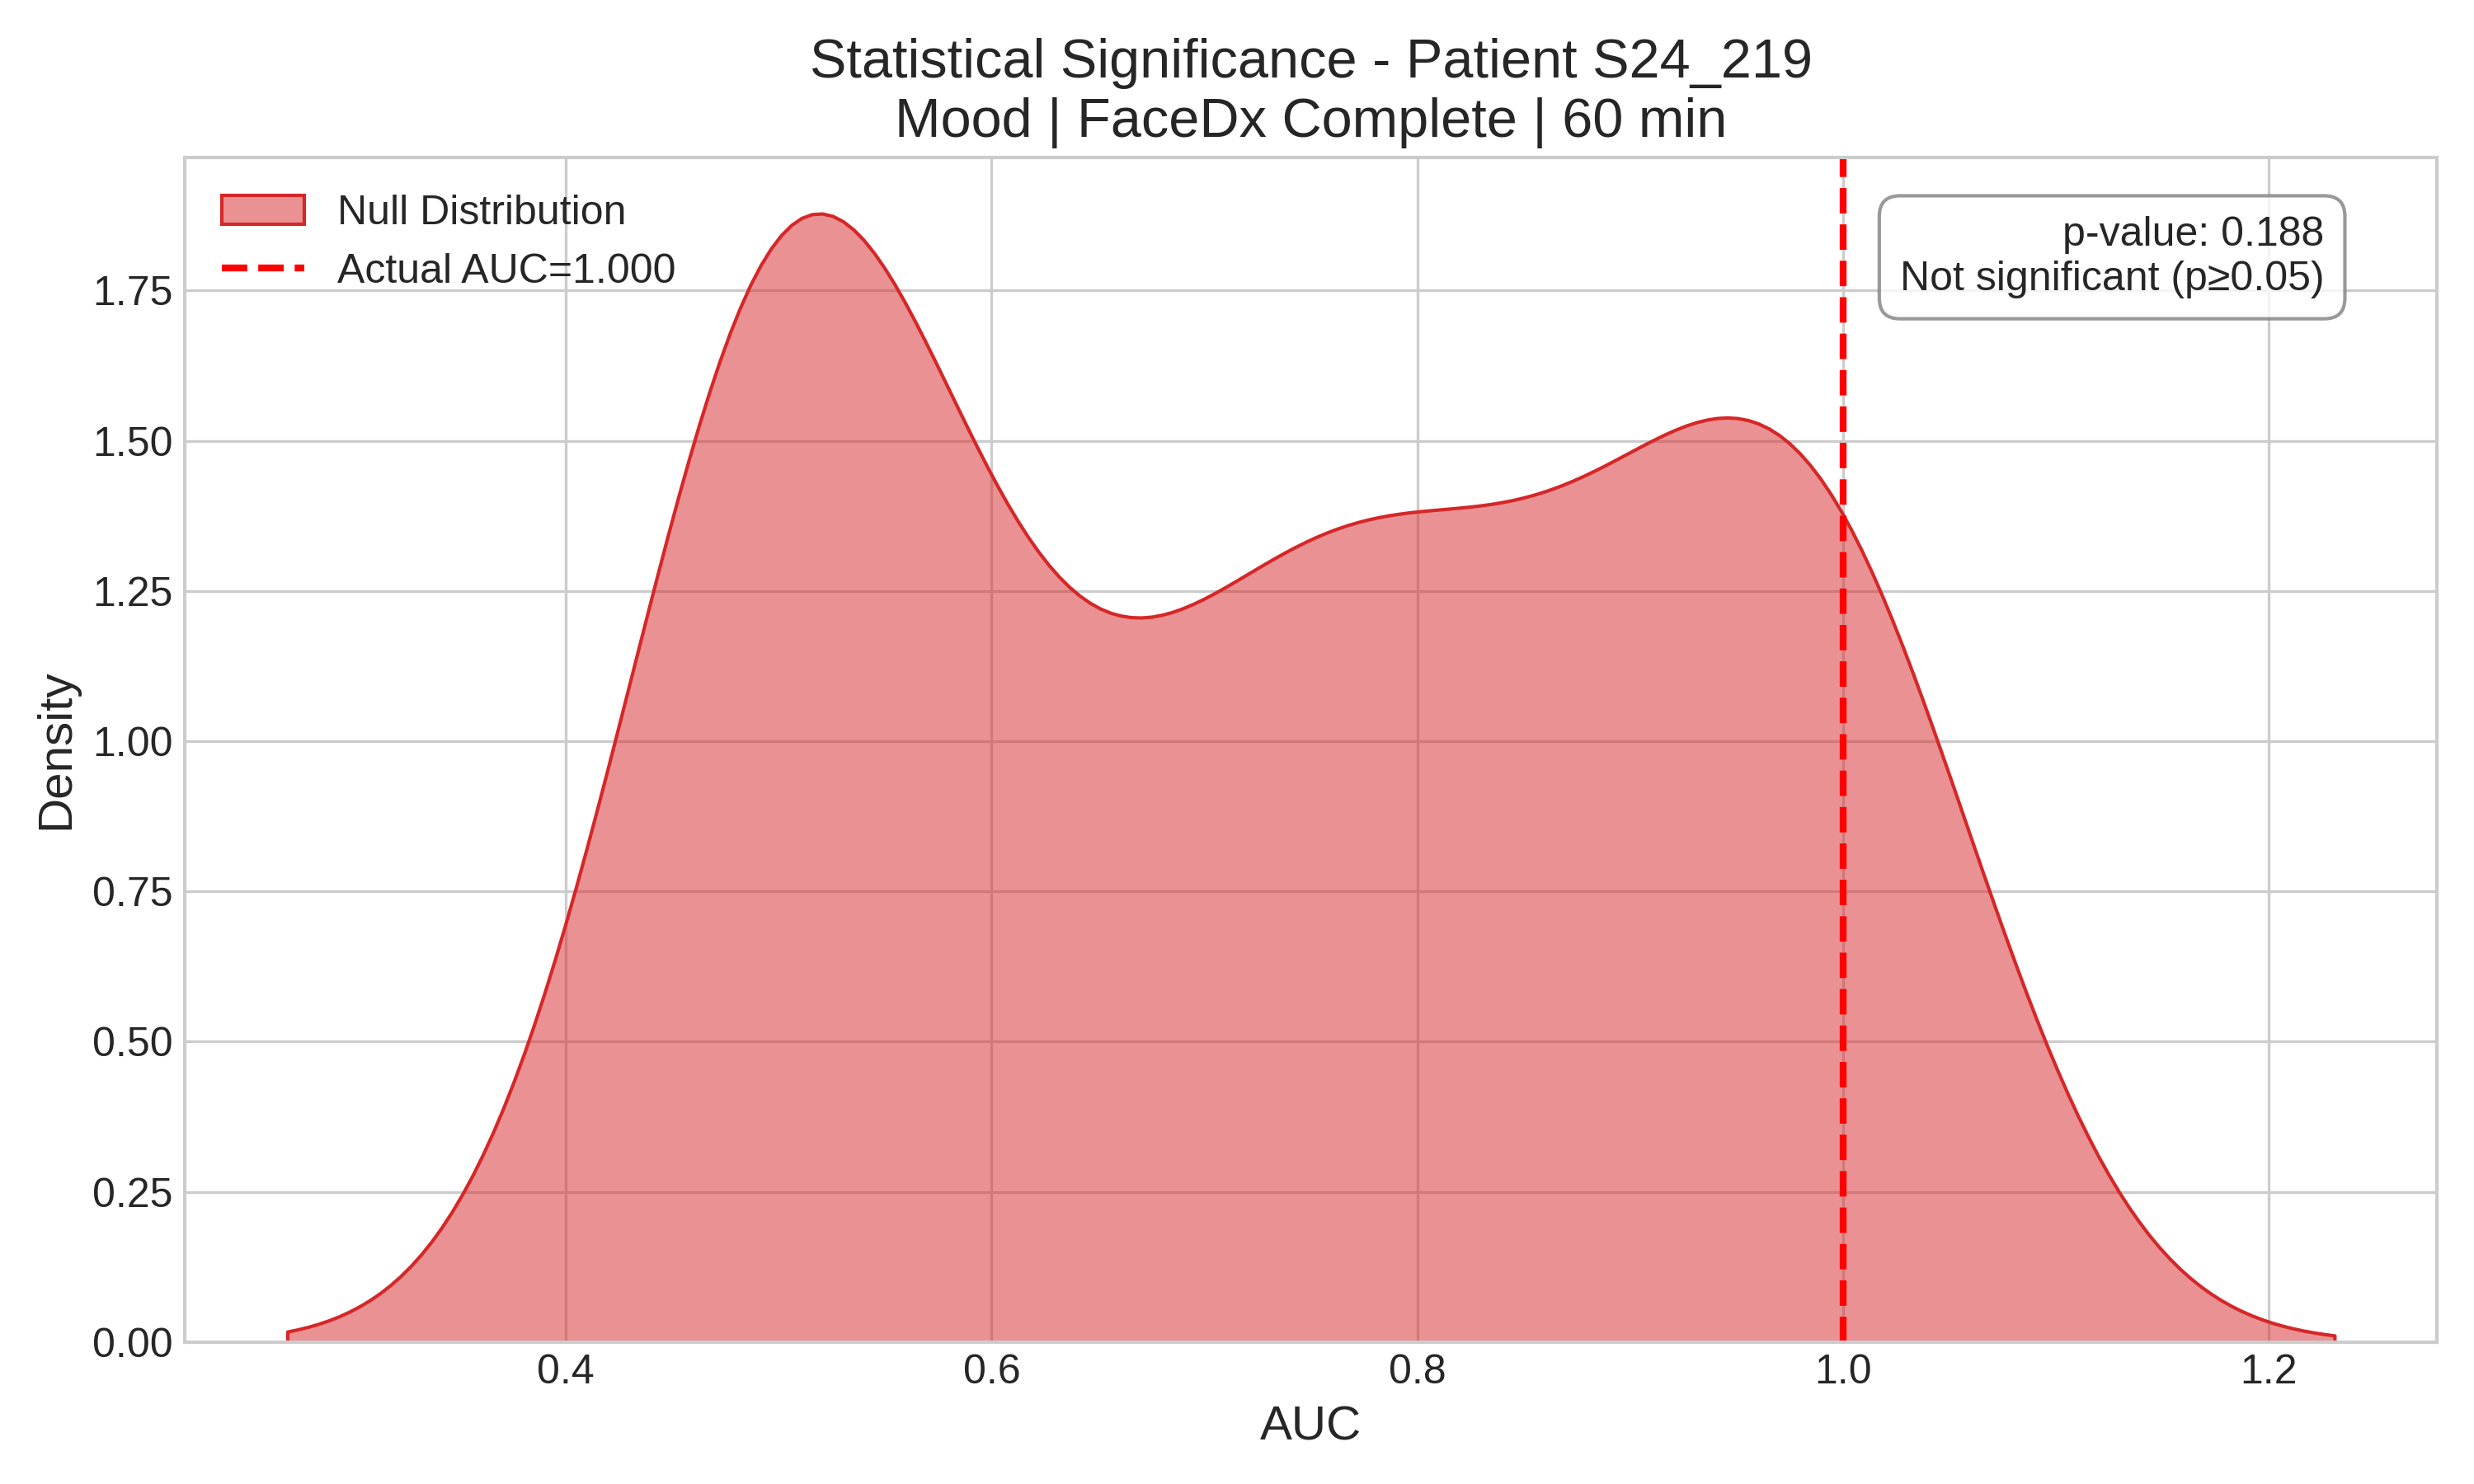 Statistical Significance - Patient S24_219
Mood | FaceDx Complete | 60 min
Null Distribution
Actual AUC=1.000
p-value: 0.188
Not significant (p≥0.05)
Density
1.75
1.50
1.25
1.00
0.75
0.50
0.25
0.00
0.4
0.6
0.8
1.0
1.2
AUC